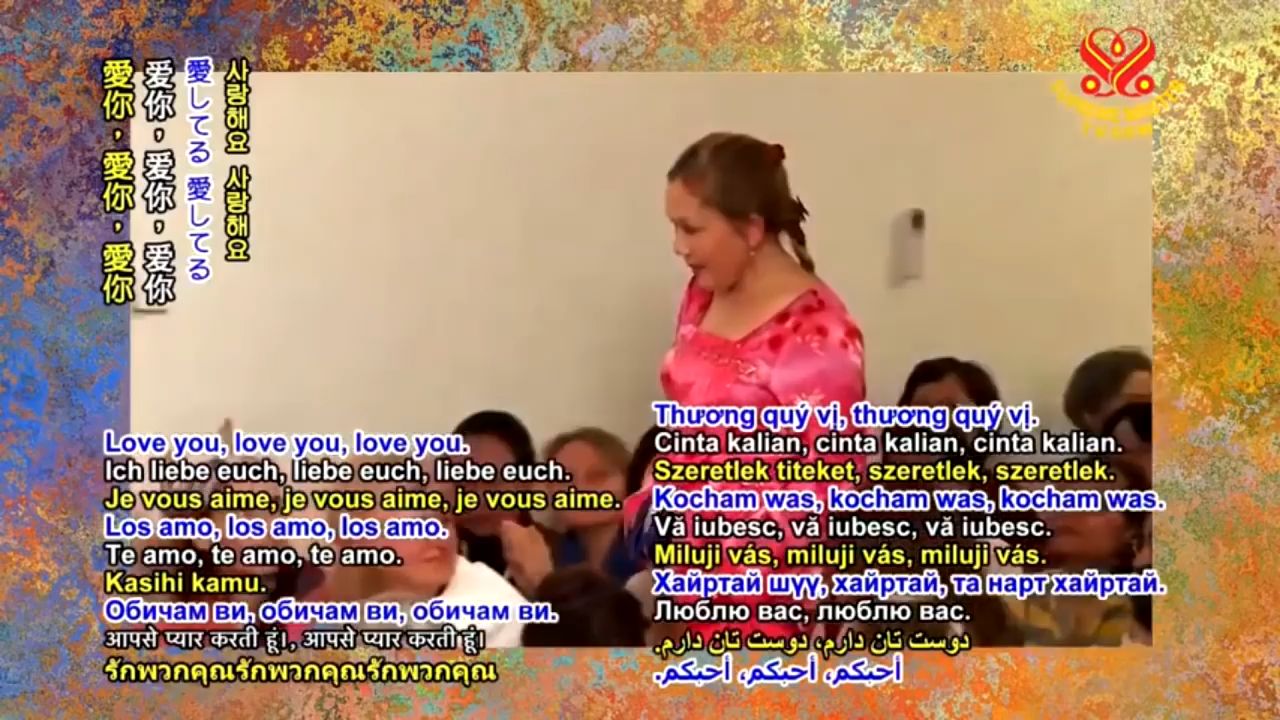 愛你，愛你，愛你
爱你，爱你，爱你
愛してる 愛してる
사랑해요 사랑해요
Love you, love you, love you.
Ich liebe euch, liebe euch, liebe euch.
Je vous aime, je vous aime, je vous aime.
Los amo, los amo, los amo.
Te amo, te amo, te amo.
Kasihi kamu.
Обичам ви, обичам ви, обичам ви.
आपसे प्यार करती हूं।, आपसे प्यार करती हूं।
รักพวกคุณรักพวกคุณรักพวกคุณ
Thương quý vị, thương quý vị.
Cinta kalian, cinta kalian, cinta kalian.
Szeretlek titeket, szeretlek, szeretlek.
Kocham was, kocham was, kocham was.
Vă iubesc, vă iubesc, vă iubesc.
Miluji vás, miluji vás, miluji vás.
Хайртай шүү, хайртай, та нарт хайртай.
Люблю вас, люблю вас.
دوست تان دارم، دوست تان دارم.
أحبكم، أحبكم، أحبكم.